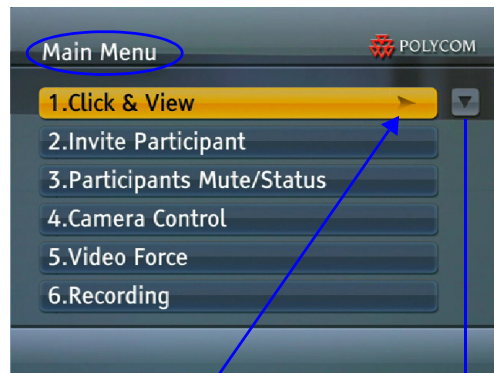 Main Menu
POLYCOM
1.Click & View
2.Invite Participant
3.Participants Mute/Status
4.Camera Control
5.Video Force
6.Recording